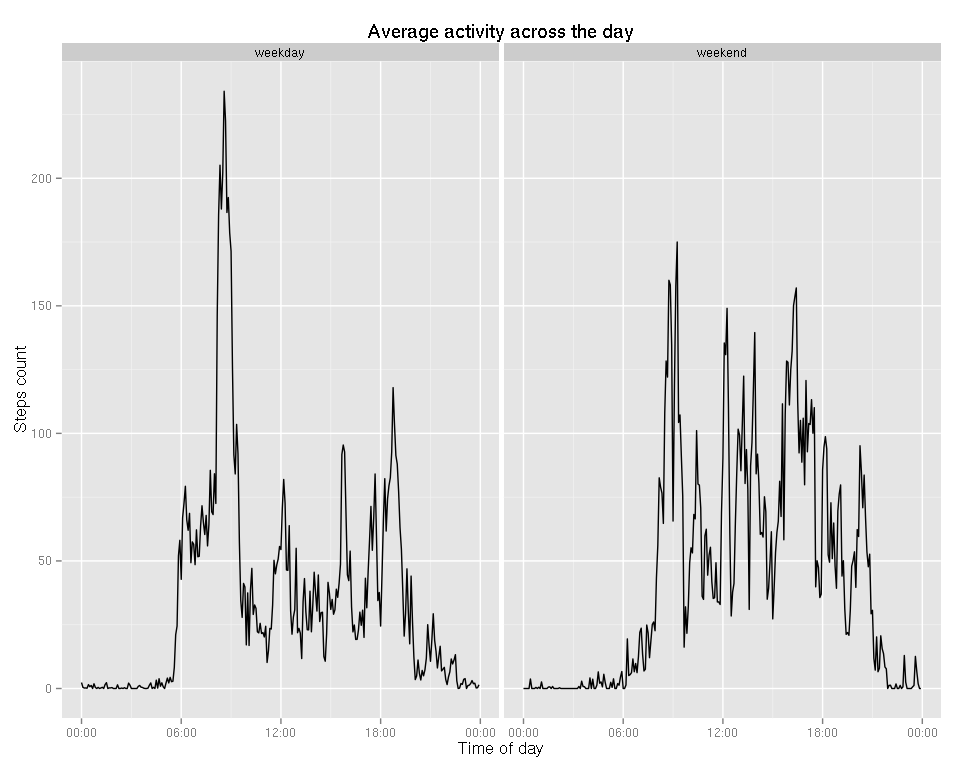 Average activity across the day
weekday
weekend
200
150
100
50
0
Steps count
00:00 06:00 12:00 18:00 00:00
00:00 06:00 12:00 18:00 00:00
Time of day